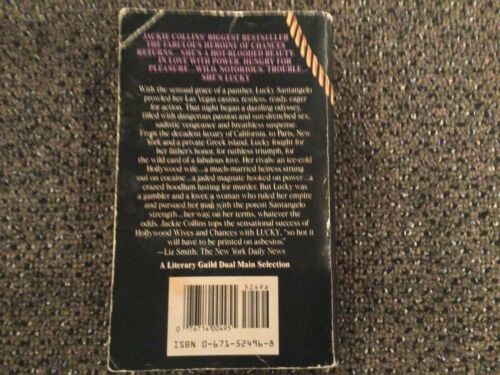 JACKIE COLLINS' BIGGEST BESTSELLER
THE FABULOUS HEROINE OF CHANCES
RETURNS... SHE'S A HOT-BLOODED BEAUTY
IN LOVE WITH POWER, HUNGRY FOR
PLEASURE...WILD, NOTORIOUS, TROUBLE...
SHE'S LUCKY
With the sensual grace of a panther, Lucky Santangelo
prowled her Las Vegas casino, restless, ready, eager
for action. That night began a dazzling odyssey,
filled with dangerous passion and sun-drenched sex,
sadistic vengeance and breathless suspense.
From the decadent luxury of California, to Paris, New
York and a private Greek island, Lucky fought for
her father's honor, for ruthless triumph, for
the wild card of a fabulous love. Her rivals: an ice-cold
Hollywood wife...a much-married heiress strung
out on cocaine...a jaded magnate hooked on power...a
crazed hoodlum lusting for murder. But Lucky was
a gambler and a lover, a woman who ruled her empire
and pursued her man with the potent Santangelo
strength...her way, on her terms, whatever the
odds. Jackie Collins tops the sensational success of
Hollywood Wives and Chances with LUCKY, "so hot it
will have to be printed on asbestos."
—Liz Smith, The New York Daily News
A Literary Guild Dual Main Selection
52496
0 76714 00495
ISBN 0-671-52496-8